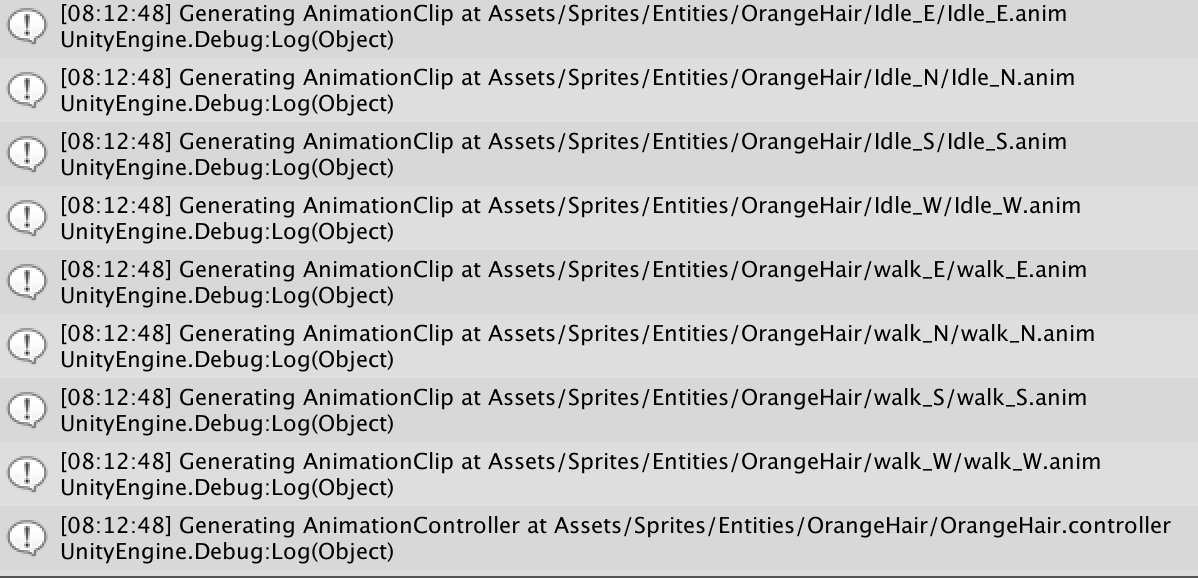 [08:12:48] Generating AnimationClip at Assets/Sprites/Entities/OrangeHair/Idle_E/Idle_E.anim
UnityEngine.Debug:Log(Object)
[08:12:48] Generating AnimationClip at Assets/Sprites/Entities/OrangeHair/Idle_N/Idle_N.anim
UnityEngine.Debug:Log(Object)
[08:12:48] Generating AnimationClip at Assets/Sprites/Entities/OrangeHair/Idle_S/Idle_S.anim
UnityEngine.Debug:Log(Object)
[08:12:48] Generating AnimationClip at Assets/Sprites/Entities/OrangeHair/Idle_W/Idle_W.anim
UnityEngine.Debug:Log(Object)
[08:12:48] Generating AnimationClip at Assets/Sprites/Entities/OrangeHair/walk_E/walk_E.anim
UnityEngine.Debug:Log(Object)
[08:12:48] Generating AnimationClip at Assets/Sprites/Entities/OrangeHair/walk_N/walk_N.anim
UnityEngine.Debug:Log(Object)
[08:12:48] Generating AnimationClip at Assets/Sprites/Entities/OrangeHair/walk_S/walk_S.anim
UnityEngine.Debug:Log(Object)
[08:12:48] Generating AnimationClip at Assets/Sprites/Entities/OrangeHair/walk_W/walk_W.anim
UnityEngine.Debug:Log(Object)
[08:12:48] Generating AnimationController at Assets/Sprites/Entities/OrangeHair/OrangeHair.controller
UnityEngine.Debug:Log(Object)